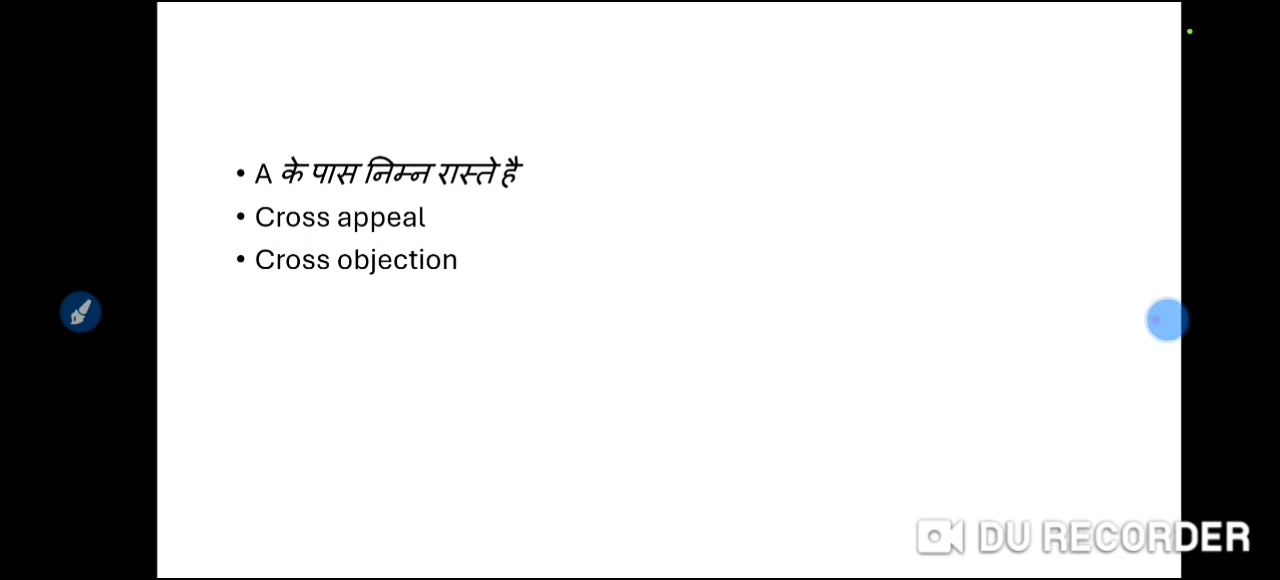 • A के पास निम्न रास्ते है
• Cross appeal
• Cross objection
DU RECORDER